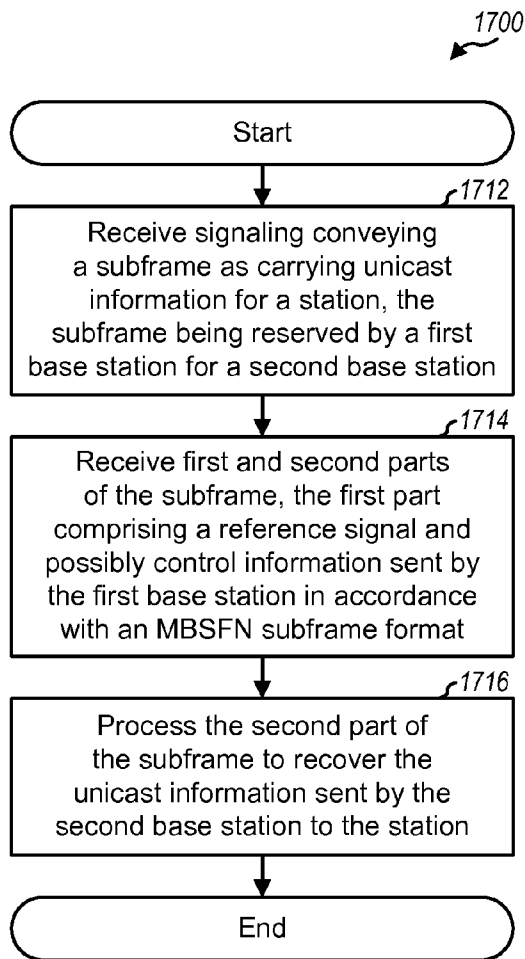 1700
Start
1712
Receive signaling conveying
a subframe as carrying unicast
information for a station, the
subframe being reserved by a first
base station for a second base station
1714
Receive first and second parts
of the subframe, the first part
comprising a reference signal and
possibly control information sent by
the first base station in accordance
with an MBSFN subframe format
1716
Process the second part of
the subframe to recover the
unicast information sent by the
second base station to the station
End